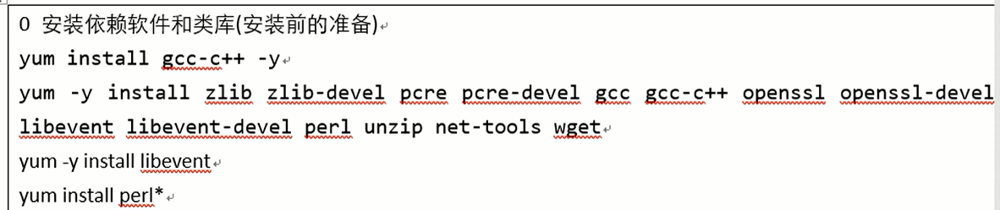 0 安装依赖软件和类库(安装前的准备)
yum install gcc-c++ -y
yum -y install zlib zlib-devel pcre pcre-devel gcc gcc-c++ openssl openssl-devel
libevent libevent-devel perl unzip net-tools wget
yum -y install libevent
yum install perl*